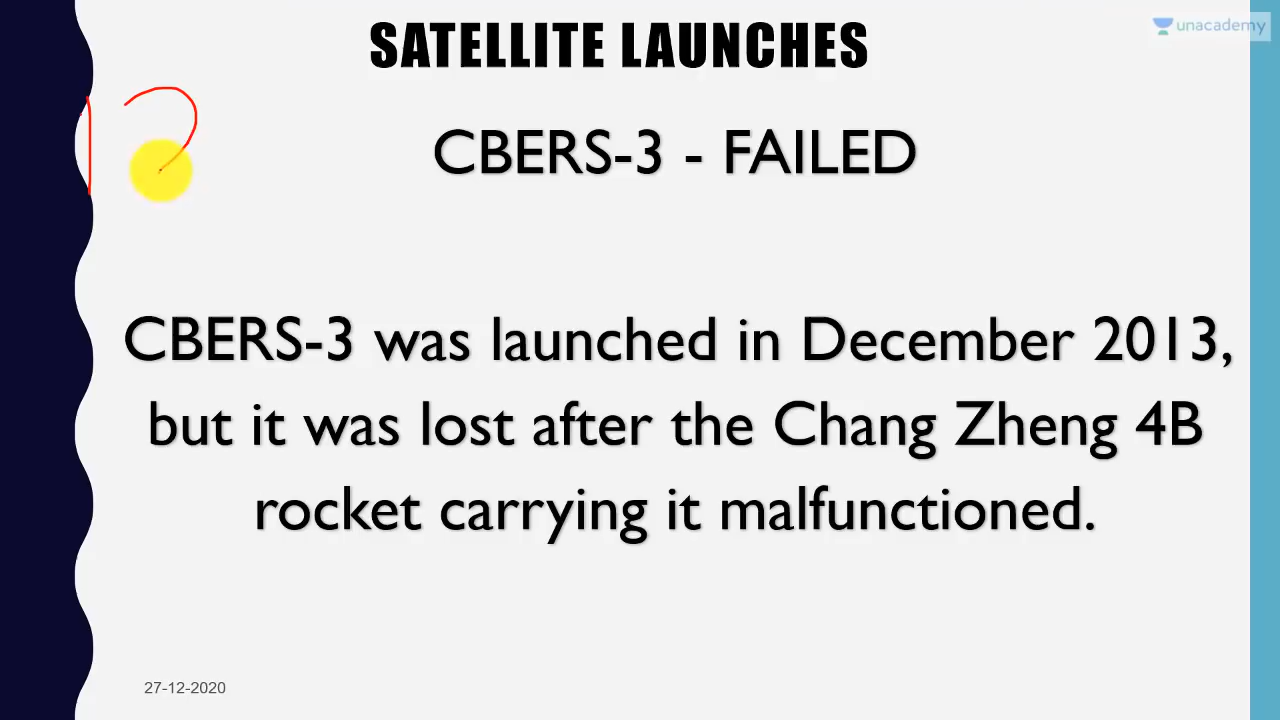 SATELLITE LAUNCHES
unacademy
CBERS-3 - FAILED
CBERS-3 was launched in December 2013,
but it was lost after the Chang Zheng 4B
rocket carrying it malfunctioned.
27-12-2020